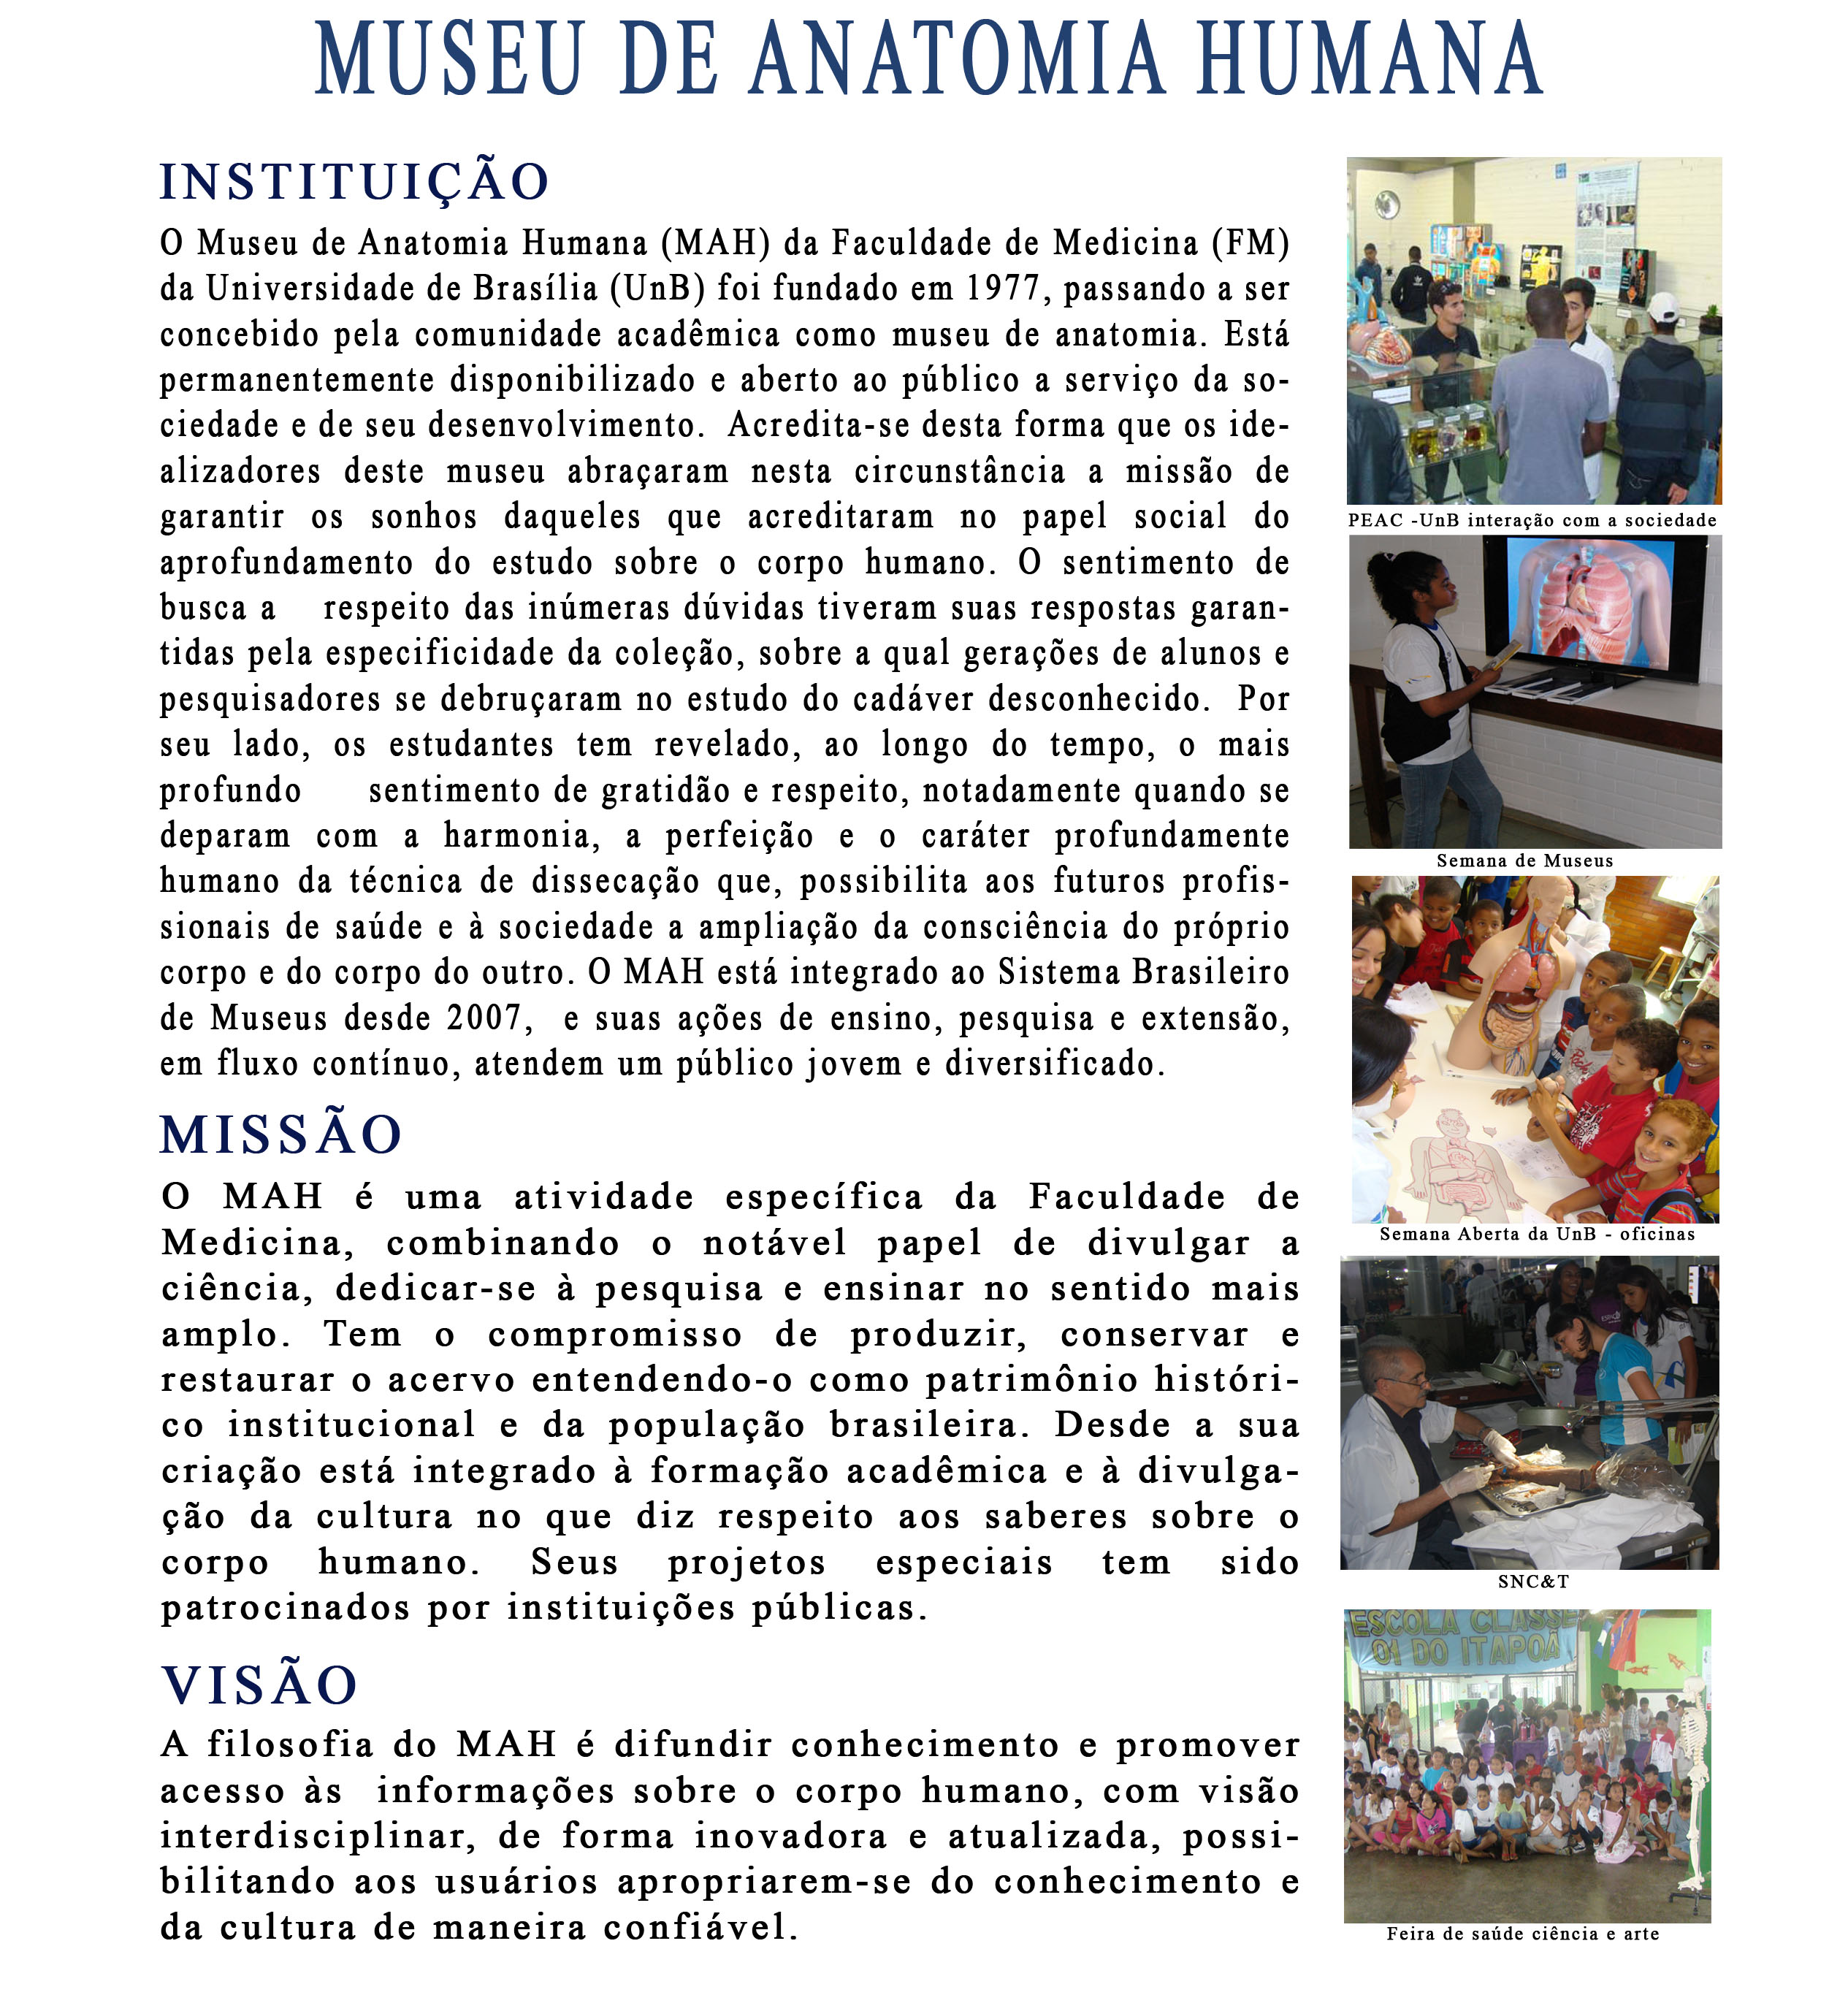 MUSEU DE ANATOMIA HUMANA
INSTITUIÇÃO
O Museu de Anatomia Humana (MAH) da Faculdade de Medicina (FM)
da Universidade de Brasília (UnB) foi fundado em 1977, passando a ser
concebido pela comunidade acadêmica como museu de anatomia. Está
permanentemente disponibilizado e aberto ao público a serviço da so-
ciedade e de seu desenvolvimento. Acredita-se desta forma que os ide-
alizadores deste museu abraçaram nesta circunstância a missão de
garantir os sonhos daqueles que acreditaram no papel social do
aprofundamento do estudo sobre o corpo humano. O sentimento de
busca a respeito das inúmeras dúvidas tiveram suas respostas garan-
tidas pela especificidade da coleção, sobre a qual gerações de alunos e
pesquisadores se debruçaram no estudo do cadáver desconhecido. Por
seu lado, os estudantes tem revelado, ao longo do tempo, o mais
profundo sentimento de gratidão e respeito, notadamente quando se
deparam com a harmonia, a perfeição e o caráter profundamente
humano da técnica de dissecação que, possibilita aos futuros profis-
sionais de saúde e à sociedade a ampliação da consciência do próprio
corpo e do corpo do outro. O MAH está integrado ao Sistema Brasileiro
de Museus desde 2007, e suas ações de ensino, pesquisa e extensão,
em fluxo contínuo, atendem um público jovem e diversificado.
MISSÃO
O MAH é uma atividade específica da Faculdade de
Medicina, combinando o notável papel de divulgar a
ciência, dedicar-se à pesquisa e ensinar no sentido mais
amplo. Tem o compromisso de produzir, conservar e
restaurar o acervo entendendo-o como patrimônio históri-
co institucional e da população brasileira. Desde a sua
criação está integrado à formação acadêmica e à divulga-
ção da cultura no que diz respeito aos saberes sobre o
corpo humano. Seus projetos especiais tem sido
patrocinados por instituições públicas.
VISÃO
A filosofia do MAH é difundir conhecimento e promover
acesso às informações sobre o corpo humano, com visão
interdisciplinar, de forma inovadora e atualizada, possi-
bilitando aos usuários apropriarem-se do conhecimento e
da cultura de maneira confiável.
PEAC -UnB interação com a sociedade
Semana de Museus
Semana Aberta da UnB - oficinas
SNC&T
ESCOLA CLASSE
01 DO ITAPOÃ
Feira de saúde ciência e arte